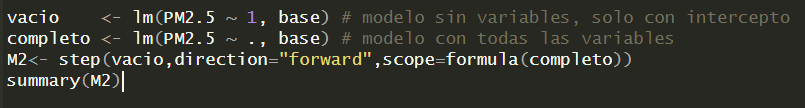 vacio    <- lm(PM2.5 ~ 1, base) # modelo sin variables, solo con intercepto
completo <- lm(PM2.5 ~ ., base) # modelo con todas las variables
M2<- step(vacio,direction="forward",scope=formula(completo))
summary(M2)